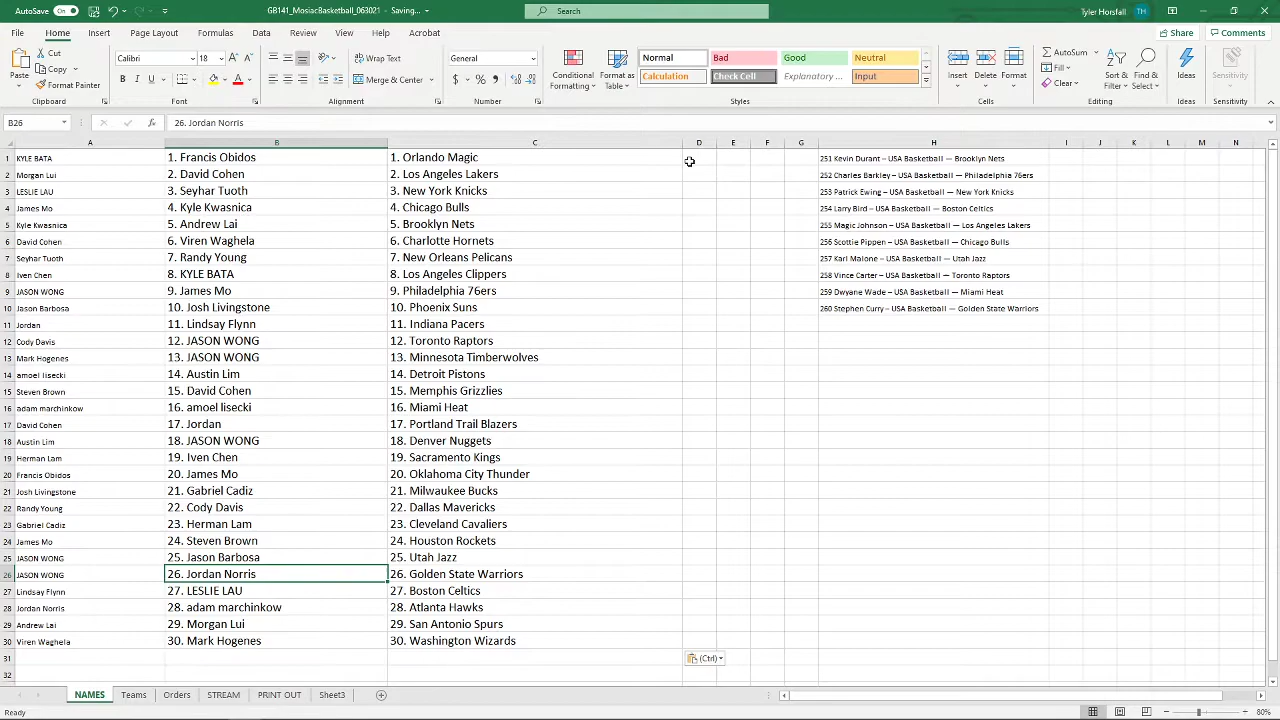 AutoSave On GB141_MosiacBasketball_063021 - Saving... Search Tyler Horsfall TH
File Home Insert Page Layout Formulas Data Review View Help Acrobat Share Comments
Paste Cut Copy Format Painter Clipboard
Calibri 18 B I U Font
Wrap Text Merge & Center Alignment
General $ % Number
Conditional Formatting Format as Table Normal Bad Good Neutral Calculation Check Cell Explanatory ... Input Styles
Insert Delete Format Cells
AutoSum Fill Clear Sort & Filter Find & Select Editing
Ideas Ideas Sensitivity Sensitivity
B26 fx 26. Jordan Norris
A B C D E F G H I J K L M N
1 KYLE BATA 1. Francis Obidos 1. Orlando Magic 251 Kevin Durant – USA Basketball — Brooklyn Nets
2 Morgan Lui 2. David Cohen 2. Los Angeles Lakers 252 Charles Barkley – USA Basketball — Philadelphia 76ers
3 LESLIE LAU 3. Seyhar Tuoth 3. New York Knicks 253 Patrick Ewing – USA Basketball — New York Knicks
4 James Mo 4. Kyle Kwasnica 4. Chicago Bulls 254 Larry Bird – USA Basketball — Boston Celtics
5 Kyle Kwasnica 5. Andrew Lai 5. Brooklyn Nets 255 Magic Johnson – USA Basketball — Los Angeles Lakers
6 David Cohen 6. Viren Waghela 6. Charlotte Hornets 256 Scottie Pippen – USA Basketball — Chicago Bulls
7 Seyhar Tuoth 7. Randy Young 7. New Orleans Pelicans 257 Karl Malone – USA Basketball — Utah Jazz
8 Iven Chen 8. KYLE BATA 8. Los Angeles Clippers 258 Vince Carter – USA Basketball — Toronto Raptors
9 JASON WONG 9. James Mo 9. Philadelphia 76ers 259 Dwyane Wade – USA Basketball — Miami Heat
10 Jason Barbosa 10. Josh Livingstone 10. Phoenix Suns 260 Stephen Curry – USA Basketball — Golden State Warriors
11 Jordan 11. Lindsay Flynn 11. Indiana Pacers
12 Cody Davis 12. JASON WONG 12. Toronto Raptors
13 Mark Hogenes 13. JASON WONG 13. Minnesota Timberwolves
14 amoel lisecki 14. Austin Lim 14. Detroit Pistons
15 Steven Brown 15. David Cohen 15. Memphis Grizzlies
16 adam marchinkow 16. amoel lisecki 16. Miami Heat
17 David Cohen 17. Jordan 17. Portland Trail Blazers
18 Austin Lim 18. JASON WONG 18. Denver Nuggets
19 Herman Lam 19. Iven Chen 19. Sacramento Kings
20 Francis Obidos 20. James Mo 20. Oklahoma City Thunder
21 Josh Livingstone 21. Gabriel Cadiz 21. Milwaukee Bucks
22 Randy Young 22. Cody Davis 22. Dallas Mavericks
23 Gabriel Cadiz 23. Herman Lam 23. Cleveland Cavaliers
24 James Mo 24. Steven Brown 24. Houston Rockets
25 JASON WONG 25. Jason Barbosa 25. Utah Jazz
26 JASON WONG 26. Jordan Norris 26. Golden State Warriors
27 Lindsay Flynn 27. LESLIE LAU 27. Boston Celtics
28 Jordan Norris 28. adam marchinkow 28. Atlanta Hawks
29 Andrew Lai 29. Morgan Lui 29. San Antonio Spurs
30 Viren Waghela 30. Mark Hogenes 30. Washington Wizards
31 (Ctrl)
32
NAMES Teams Orders STREAM PRINT OUT Sheet3
Ready 80%